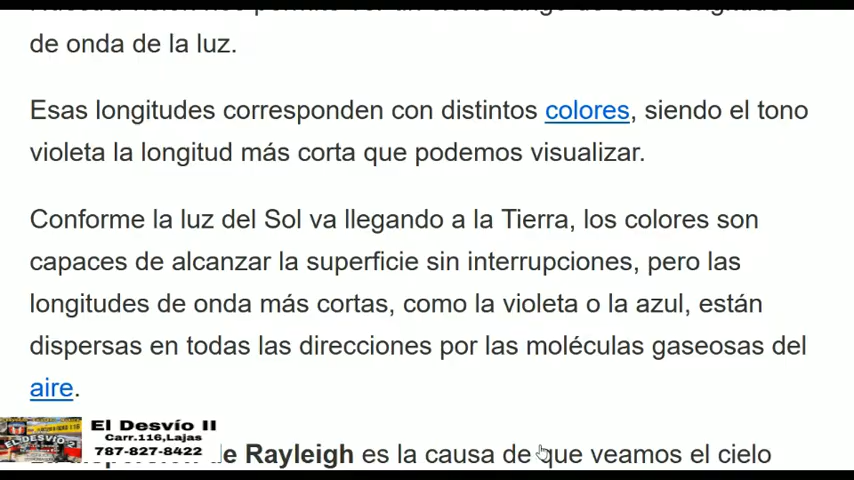 de onda de la luz.
Esas longitudes corresponden con distintos colores, siendo el tono
violeta la longitud más corta que podemos visualizar.
Conforme la luz del Sol va llegando a la Tierra, los colores son
capaces de alcanzar la superficie sin interrupciones, pero las
longitudes de onda más cortas, como la violeta o la azul, están
dispersas en todas las direcciones por las moléculas gaseosas del
aire.
El Desvío II
Carr.116,Lajas
787-827-8422
de Rayleigh es la causa de que veamos el cielo